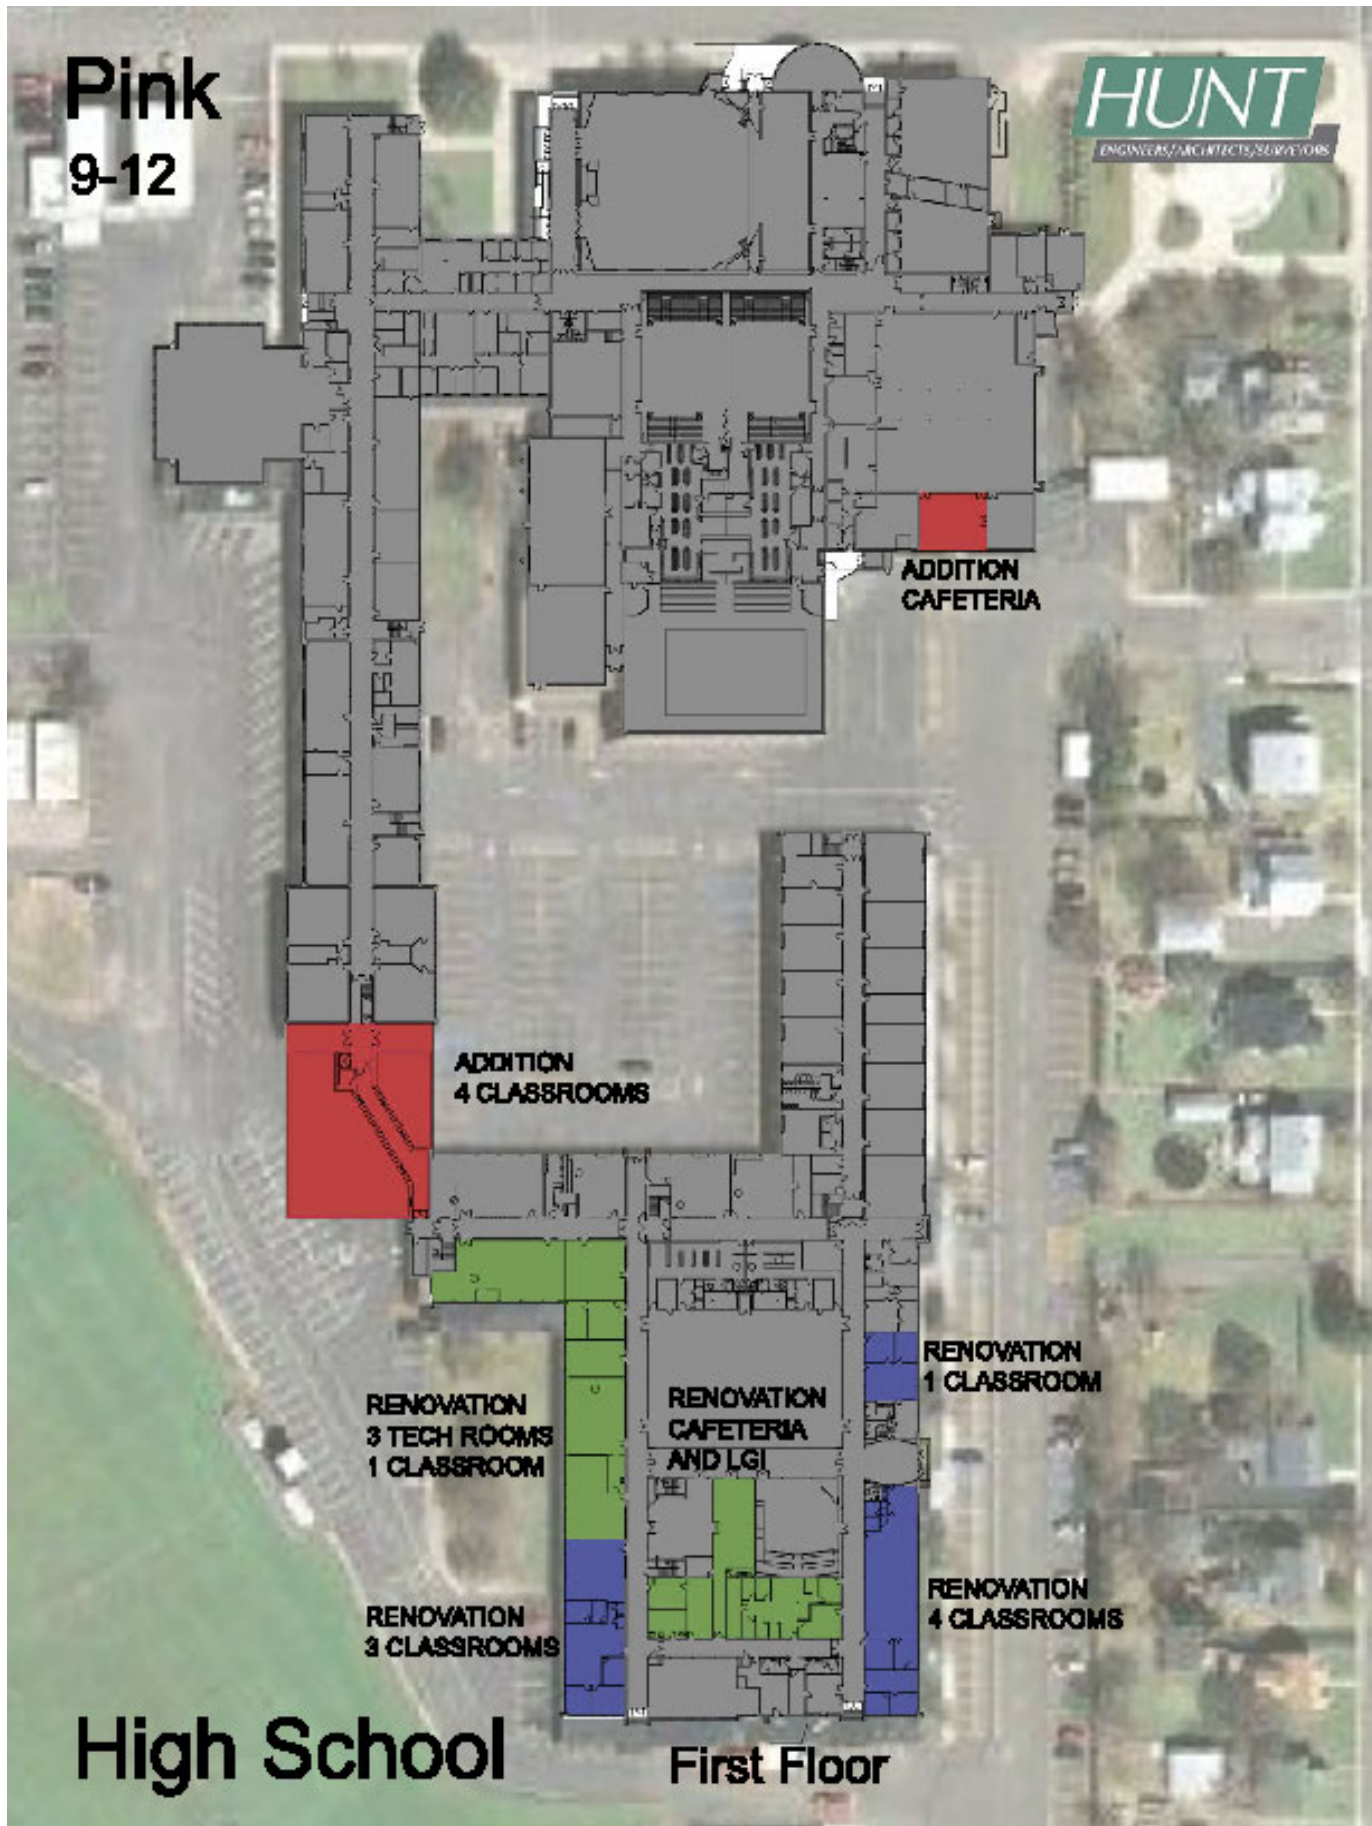 Pink
9-12
HUNT
ENGINEERS/ARCHITECTS/SURVEYORS
ADDITION
CAFETERIA
ADDITION
4 CLASSROOMS
RENOVATION
1 CLASSROOM
RENOVATION
3 TECH ROOMS
1 CLASSROOM
RENOVATION
CAFETERIA
AND LGI
RENOVATION
3 CLASSROOMS
RENOVATION
4 CLASSROOMS
High School
First Floor